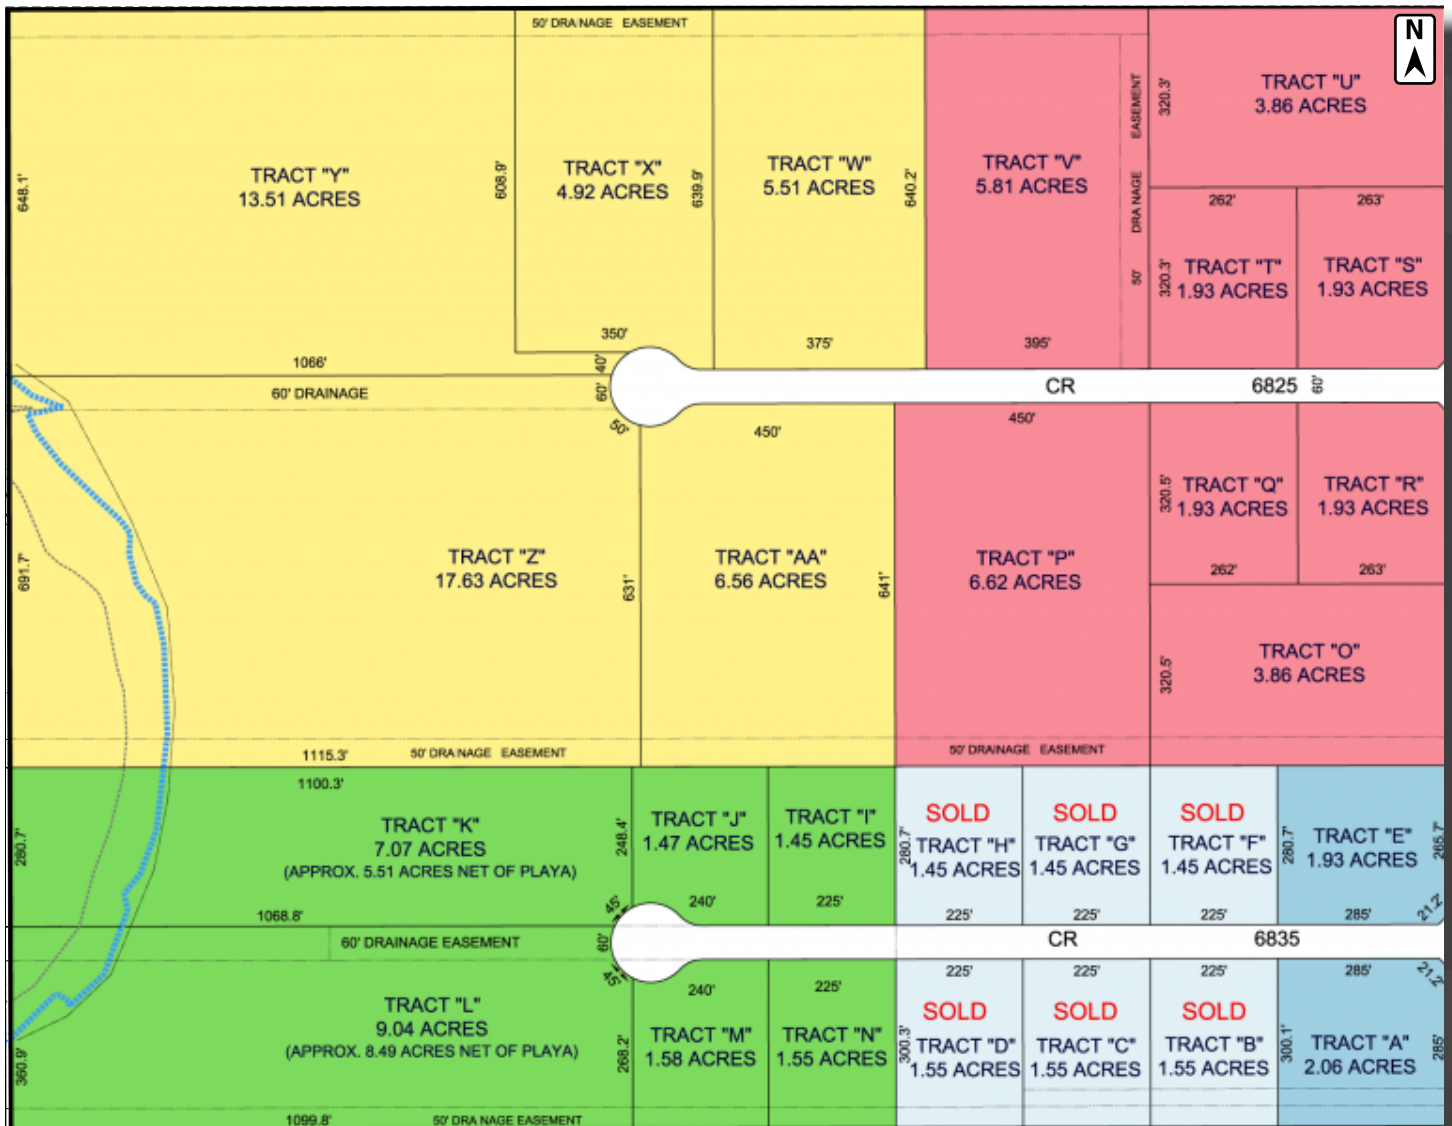 50' DRA NAGE EASEMENT
N
TRACT "Y"
13.51 ACRES
648.1'
608.9'
TRACT "X"
4.92 ACRES
639.9'
TRACT "W"
5.51 ACRES
640.2'
TRACT "V"
5.81 ACRES
50' DRA NAGE EASEMENT
320.3'
TRACT "U"
3.86 ACRES
262'
263'
320.3'
TRACT "T"
1.93 ACRES
TRACT "S"
1.93 ACRES
350'
375'
395'
1066'
40'
60' DRAINAGE
60'
50'
CR 6825
60'
450'
450'
691.7'
TRACT "Z"
17.63 ACRES
631'
TRACT "AA"
6.56 ACRES
641'
TRACT "P"
6.62 ACRES
320.5'
TRACT "Q"
1.93 ACRES
TRACT "R"
1.93 ACRES
262'
263'
320.5'
TRACT "O"
3.86 ACRES
1115.3'
50' DRA NAGE EASEMENT
50' DRAINAGE EASEMENT
1100.3'
280.7'
TRACT "K"
7.07 ACRES
(APPROX. 5.51 ACRES NET OF PLAYA)
248.4'
TRACT "J"
1.47 ACRES
TRACT "I"
1.45 ACRES
280.7'
SOLD
TRACT "H"
1.45 ACRES
SOLD
TRACT "G"
1.45 ACRES
SOLD
TRACT "F"
1.45 ACRES
280.7'
TRACT "E"
1.93 ACRES
265.7'
1068.8'
45'
240'
225'
225'
225'
225'
285'
21.2'
60' DRAINAGE EASEMENT
60'
CR 6835
45'
240'
225'
225'
225'
225'
285'
21.2'
360.9'
TRACT "L"
9.04 ACRES
(APPROX. 8.49 ACRES NET OF PLAYA)
268.2'
TRACT "M"
1.58 ACRES
TRACT "N"
1.55 ACRES
300.3'
SOLD
TRACT "D"
1.55 ACRES
SOLD
TRACT "C"
1.55 ACRES
SOLD
TRACT "B"
1.55 ACRES
300.1'
TRACT "A"
2.06 ACRES
285'
1099.8'
50' DRA NAGE EASEMENT